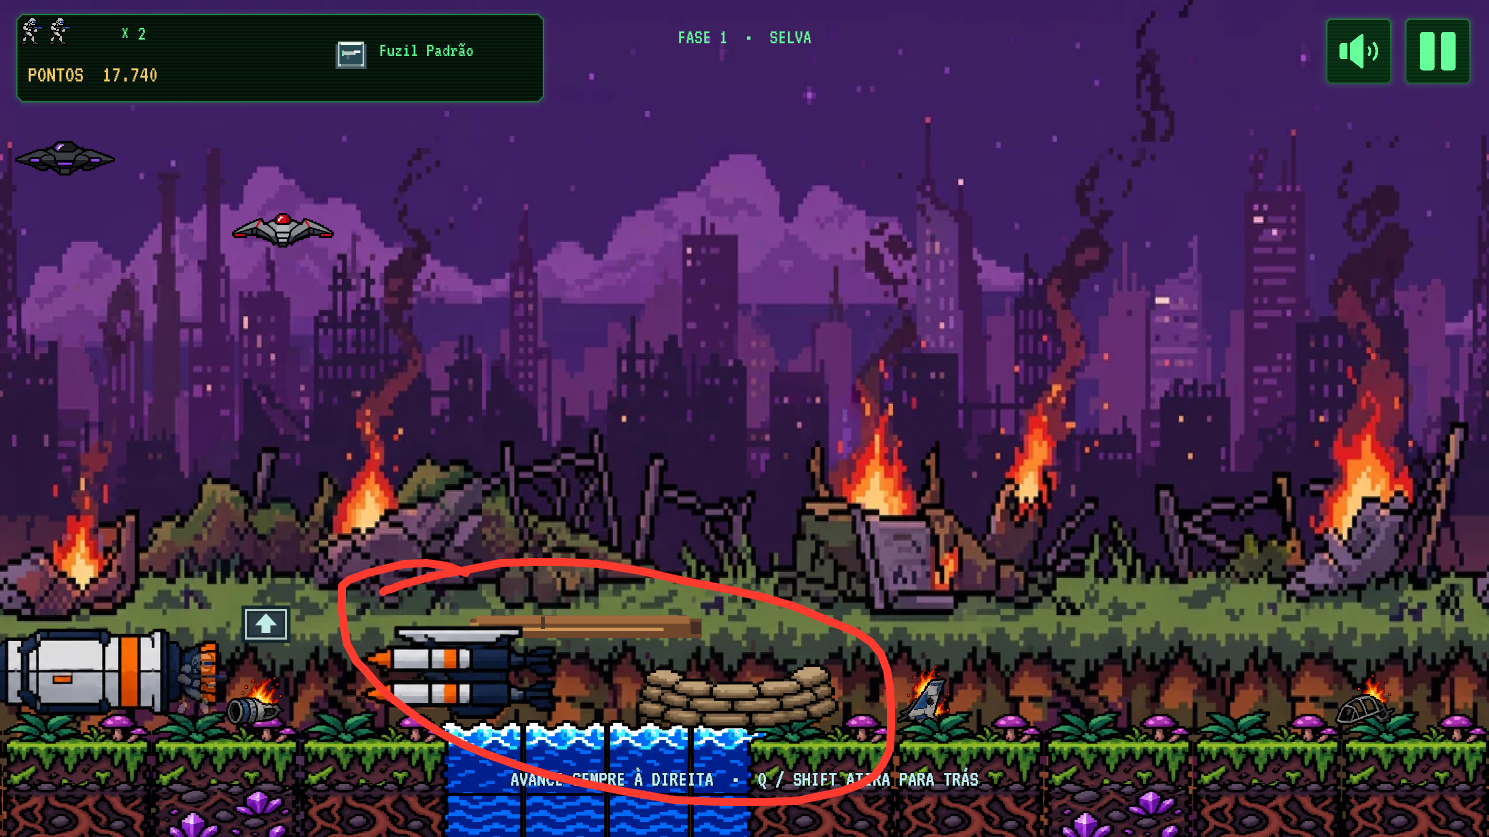 X 2
Fuzil Padrão
PONTOS 17.740
FASE 1 · SELVA
AVANCE SEMPRE À DIREITA · Q / SHIFT ATIRA PARA TRÁS